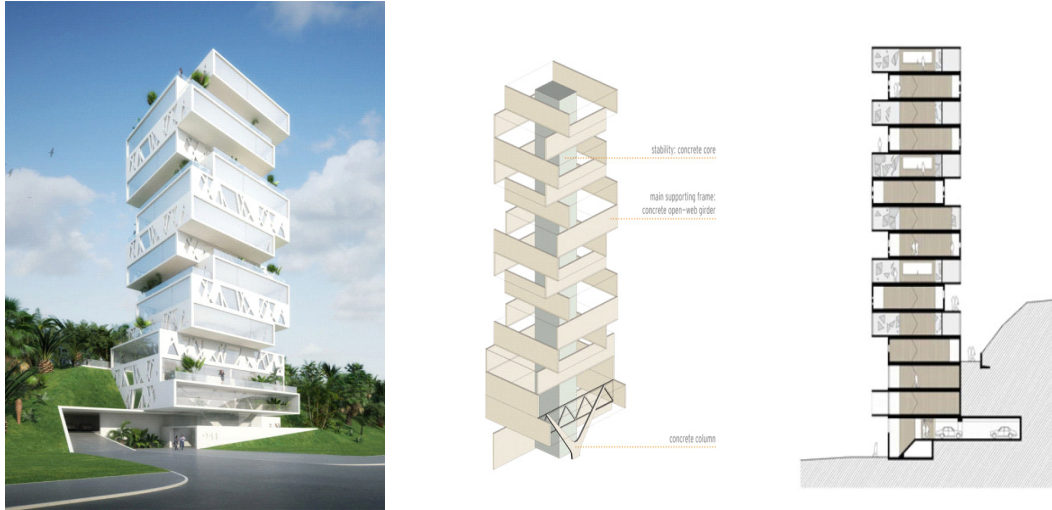 stability: concrete core
main supporting frame:
concrete open-web girder
concrete column